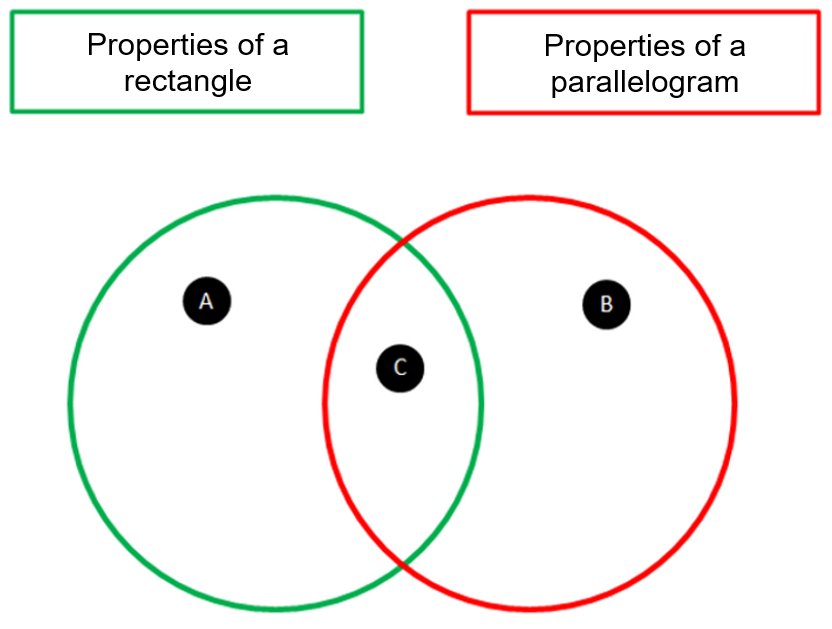 Properties of a
rectangle
Properties of a
parallelogram
A
B
C